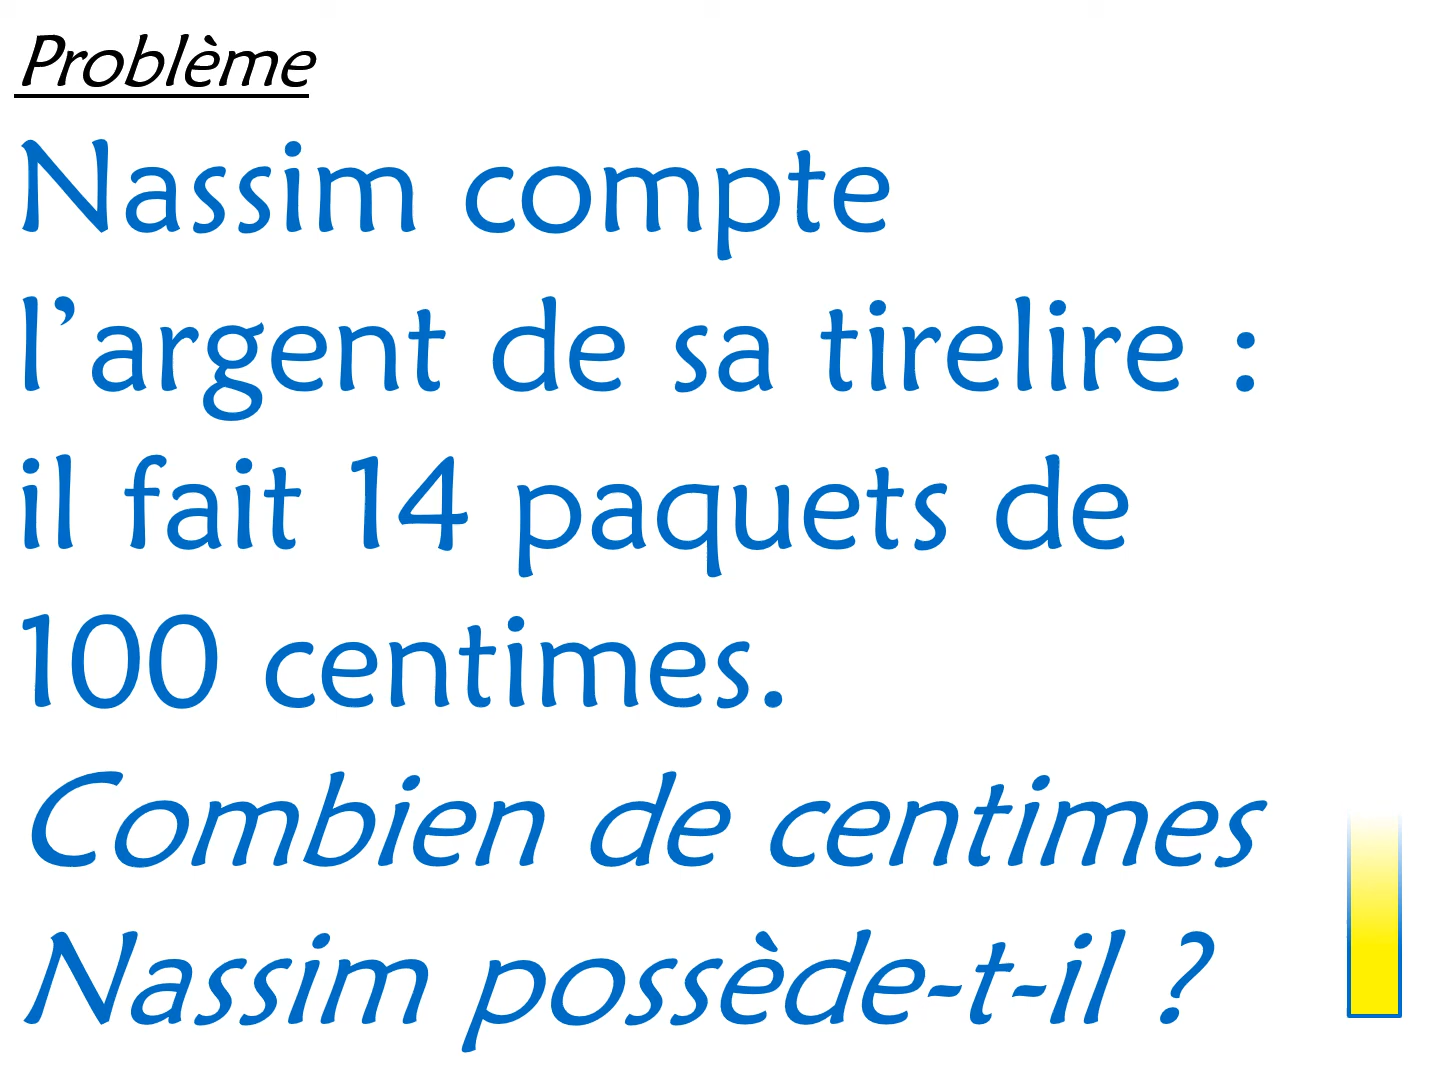 Problème
Nassim compte
l’argent de sa tirelire :
il fait 14 paquets de
100 centimes.
Combien de centimes
Nassim possède-t-il ?